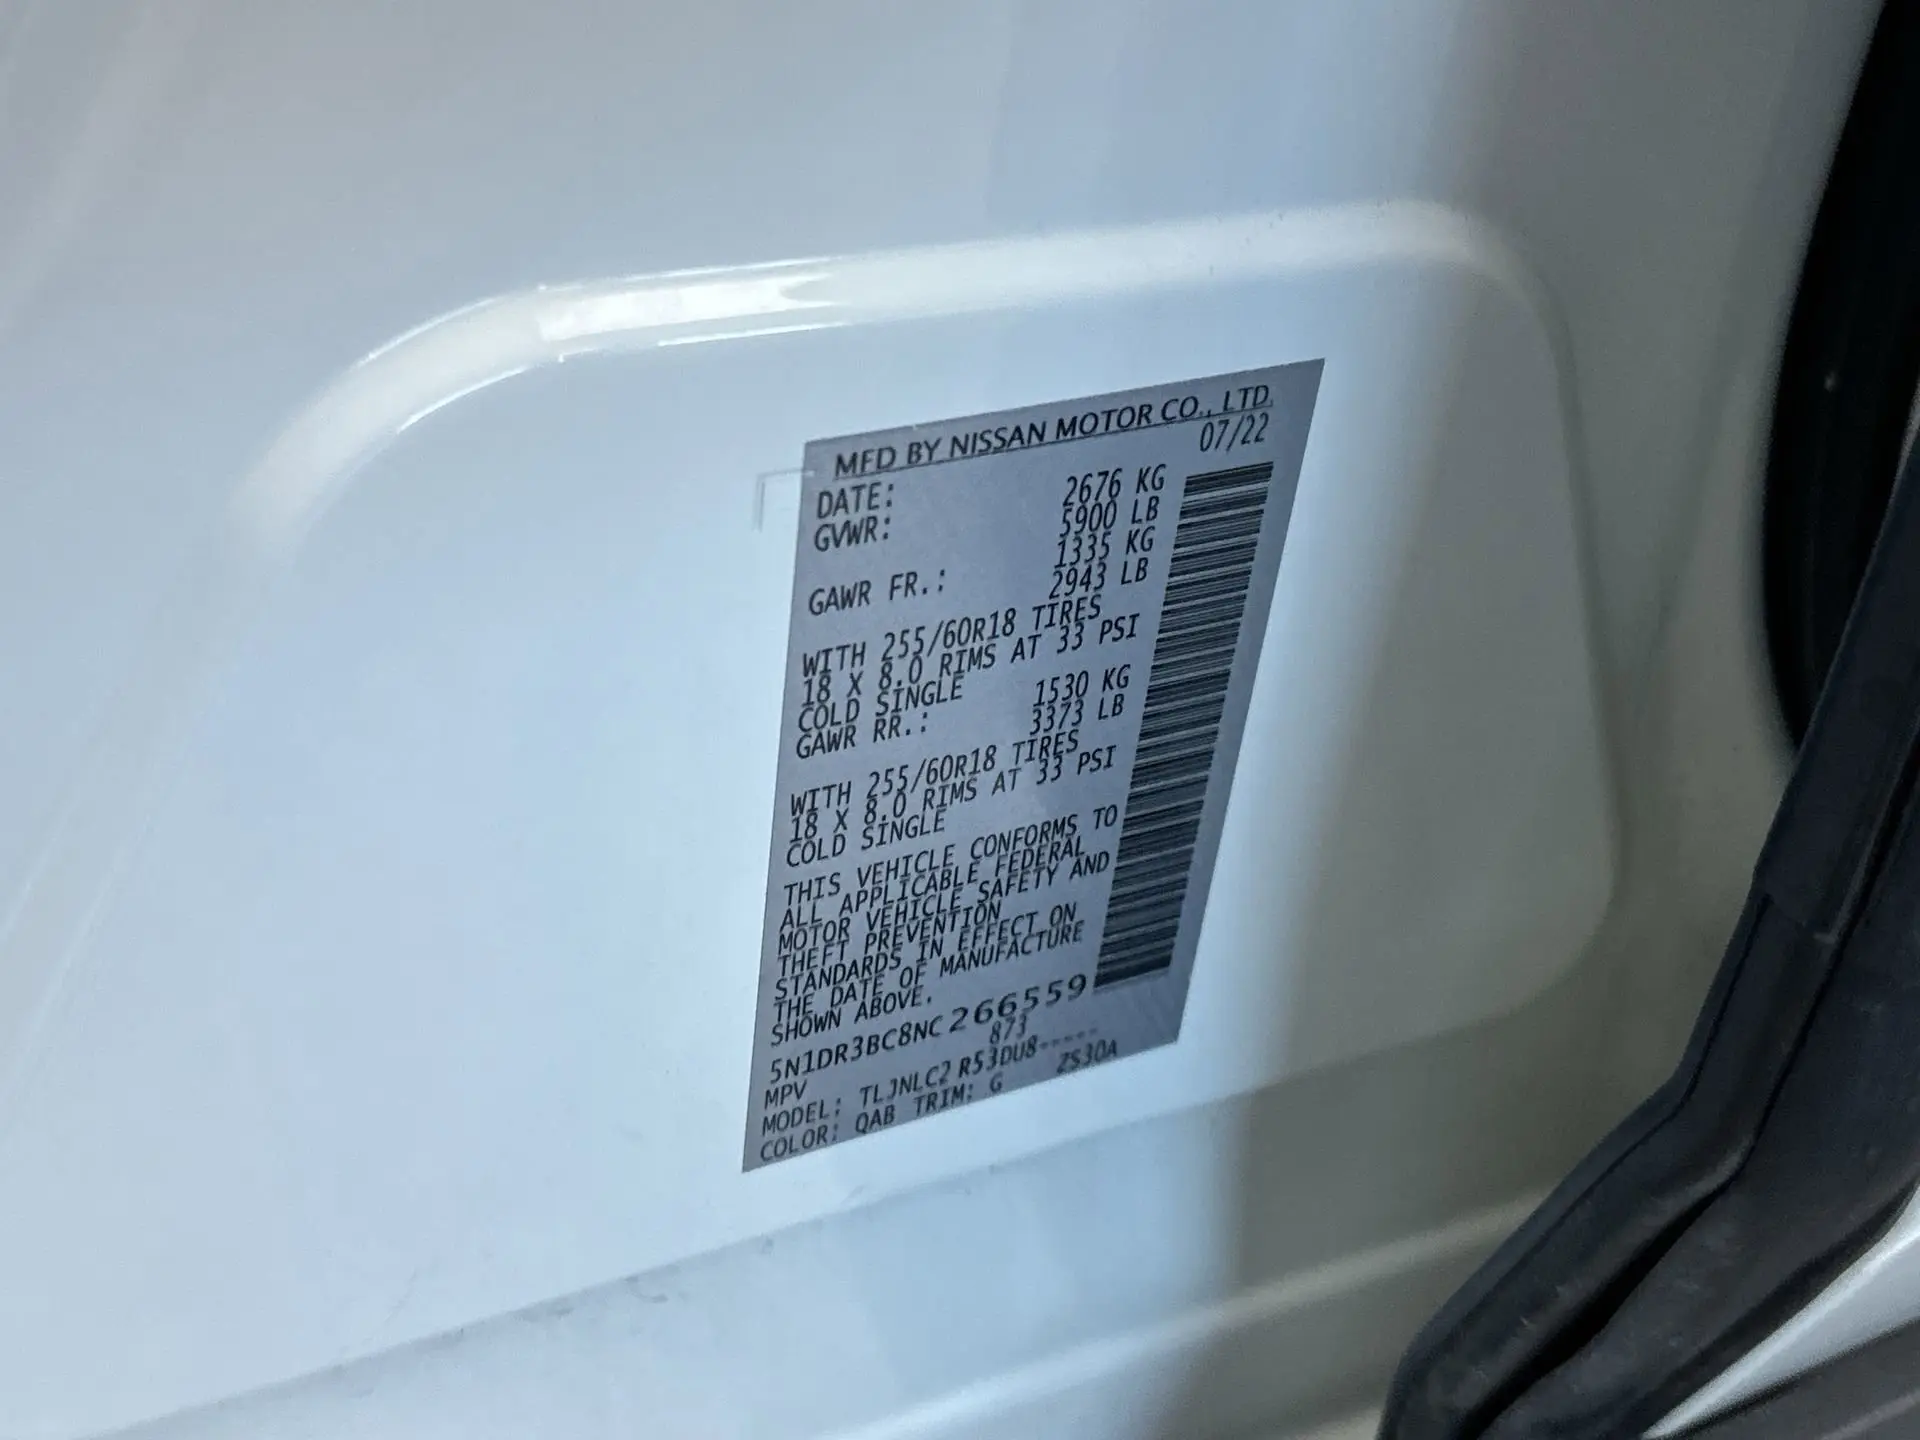 MFD BY NISSAN MOTOR CO., LTD.
DATE: 07/22
GVWR: 2676 KG
5900 LB
GAWR FR.: 1335 KG
2943 LB
WITH 255/60R18 TIRES
18 X 8.0 RIMS AT 33 PSI
COLD SINGLE
GAWR RR.: 1530 KG
3373 LB
WITH 255/60R18 TIRES
18 X 8.0 RIMS AT 33 PSI
COLD SINGLE
THIS VEHICLE CONFORMS TO
ALL APPLICABLE FEDERAL
MOTOR VEHICLE SAFETY AND
THEFT PREVENTION
STANDARDS IN EFFECT ON
THE DATE OF MANUFACTURE
SHOWN ABOVE.
5N1DR3BC8NC266559
MPV 873
MODEL: TLJNLC2 R53DU8-----
COLOR: QAB TRIM: G ZS30A